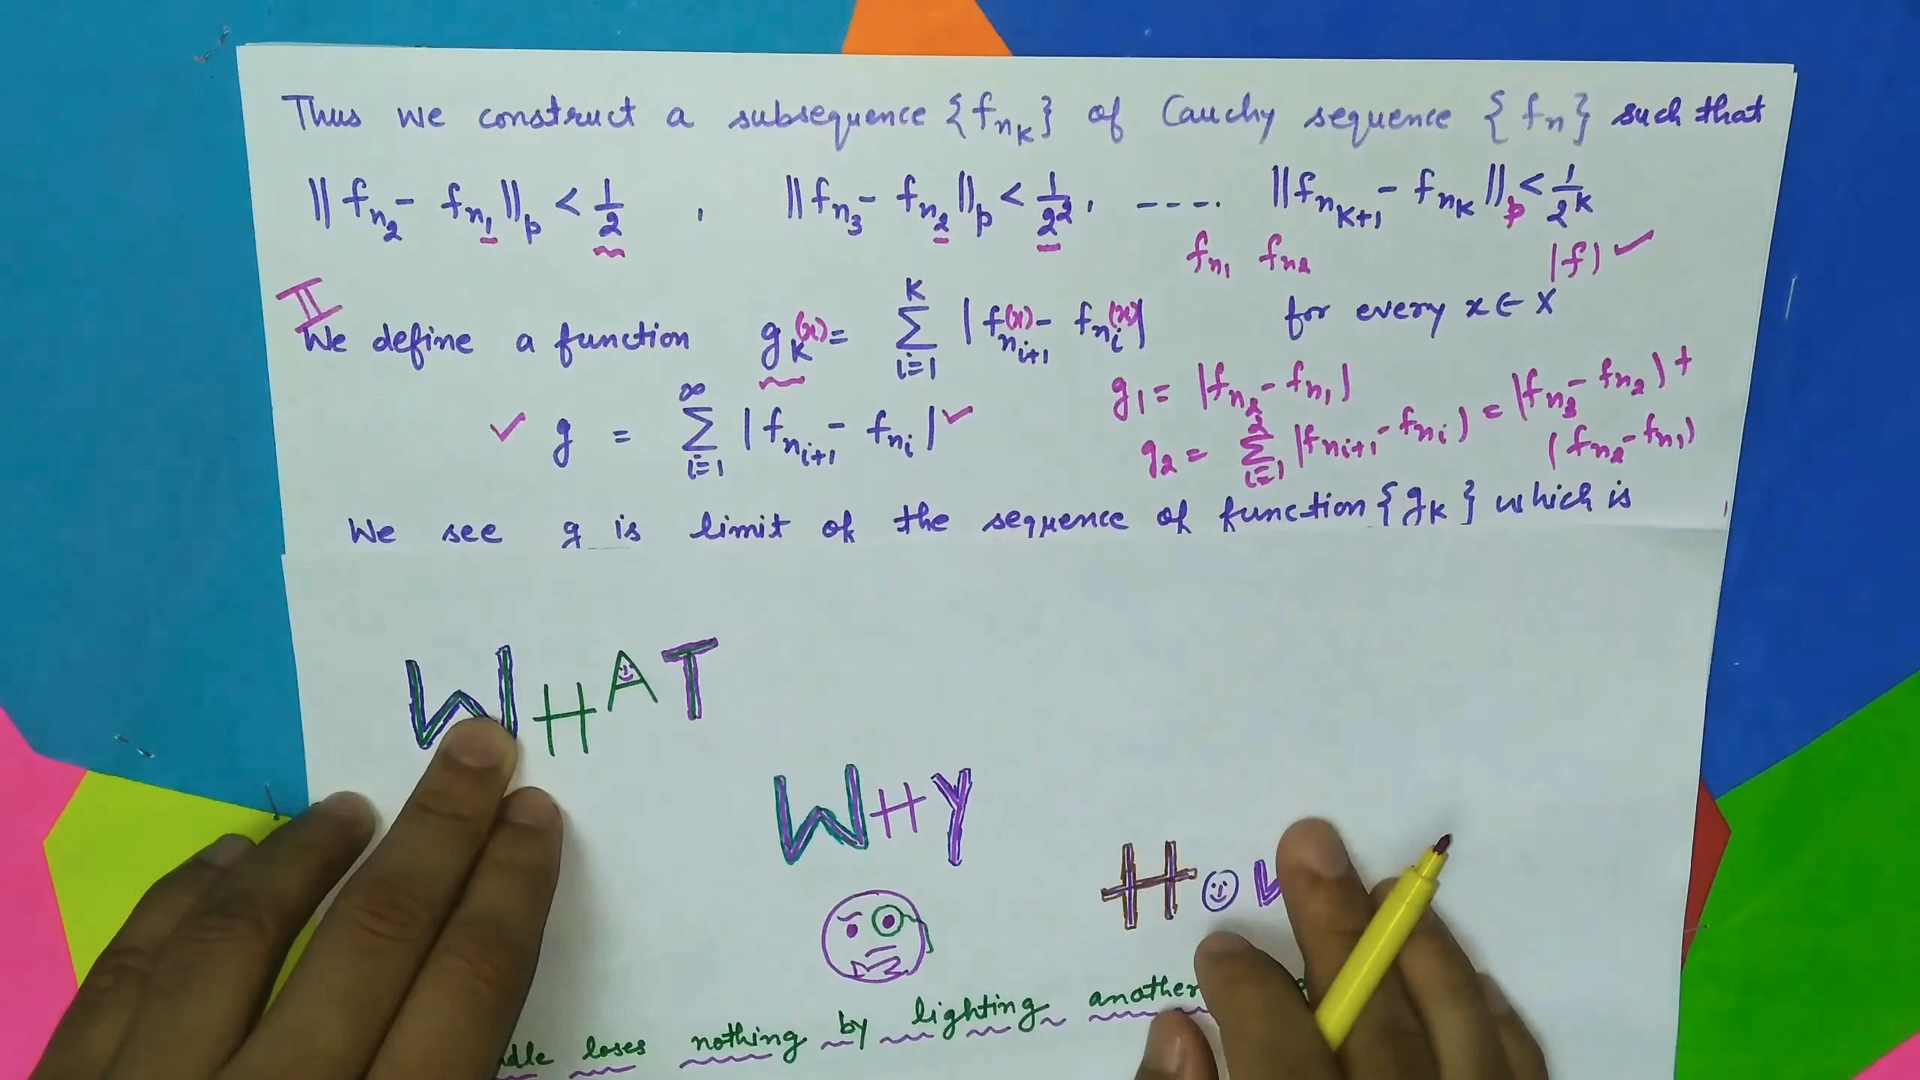 Thus we construct a subsequence {f_{n_k}} of Cauchy sequence {f_n} such that
||f_{n_2} - f_{n_1}||_p < 1/2 , ||f_{n_3} - f_{n_2}||_p < 1/2^2, ----. ||f_{n_{k+1}} - f_{n_k}||_p < 1/2^k
f_{n_1} f_{n_2} |f| ✓
II
We define a function g_k(x) = Σ_{i=1}^{K} |f_{n_{i+1}}(x) - f_{n_i}(x)| for every x ∈ X
g_1 = |f_{n_2} - f_{n_1}|
✓ g = Σ_{i=1}^{∞} |f_{n_{i+1}} - f_{n_i}| ✓
g_2 = Σ_{i=1}^{2} |f_{n_{i+1}} - f_{n_i}| = |f_{n_3} - f_{n_2}| +
|f_{n_2} - f_{n_1}|
We see g is limit of the sequence of function {g_k} which is
WHAT
WHY
loses nothing by lighting another